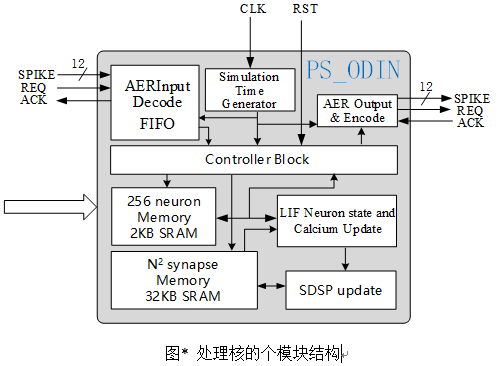 CLK RST
PS_ODIN
SPIKE 12
REQ
ACK
AERInput
Decode
FIFO
Simulation
Time
Generator
AER Output
& Encode
12
SPIKE
REQ
ACK
Controller Block
256 neuron
Memory
2KB SRAM
LIF Neuron state and
Calcium Update
N² synapse
Memory
32KB SRAM
SDSP update
图* 处理核的个模块结构